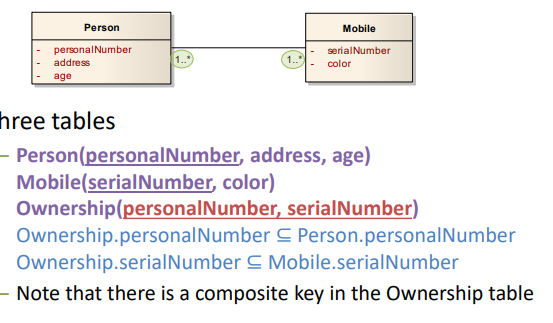 Person
Mobile
- personalNumber
- address
- age
1..*
1..*
- serialNumber
- color
hree tables
– Person(personalNumber, address, age)
Mobile(serialNumber, color)
Ownership(personalNumber, serialNumber)
Ownership.personalNumber ⊆ Person.personalNumber
Ownership.serialNumber ⊆ Mobile.serialNumber
– Note that there is a composite key in the Ownership table